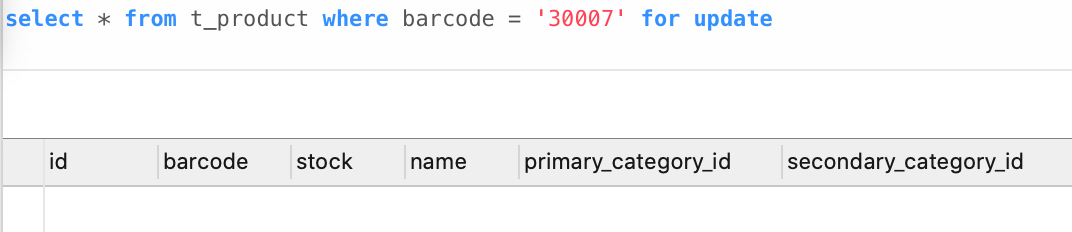 select * from t_product where barcode = '30007' for update
id barcode stock name primary_category_id secondary_category_id